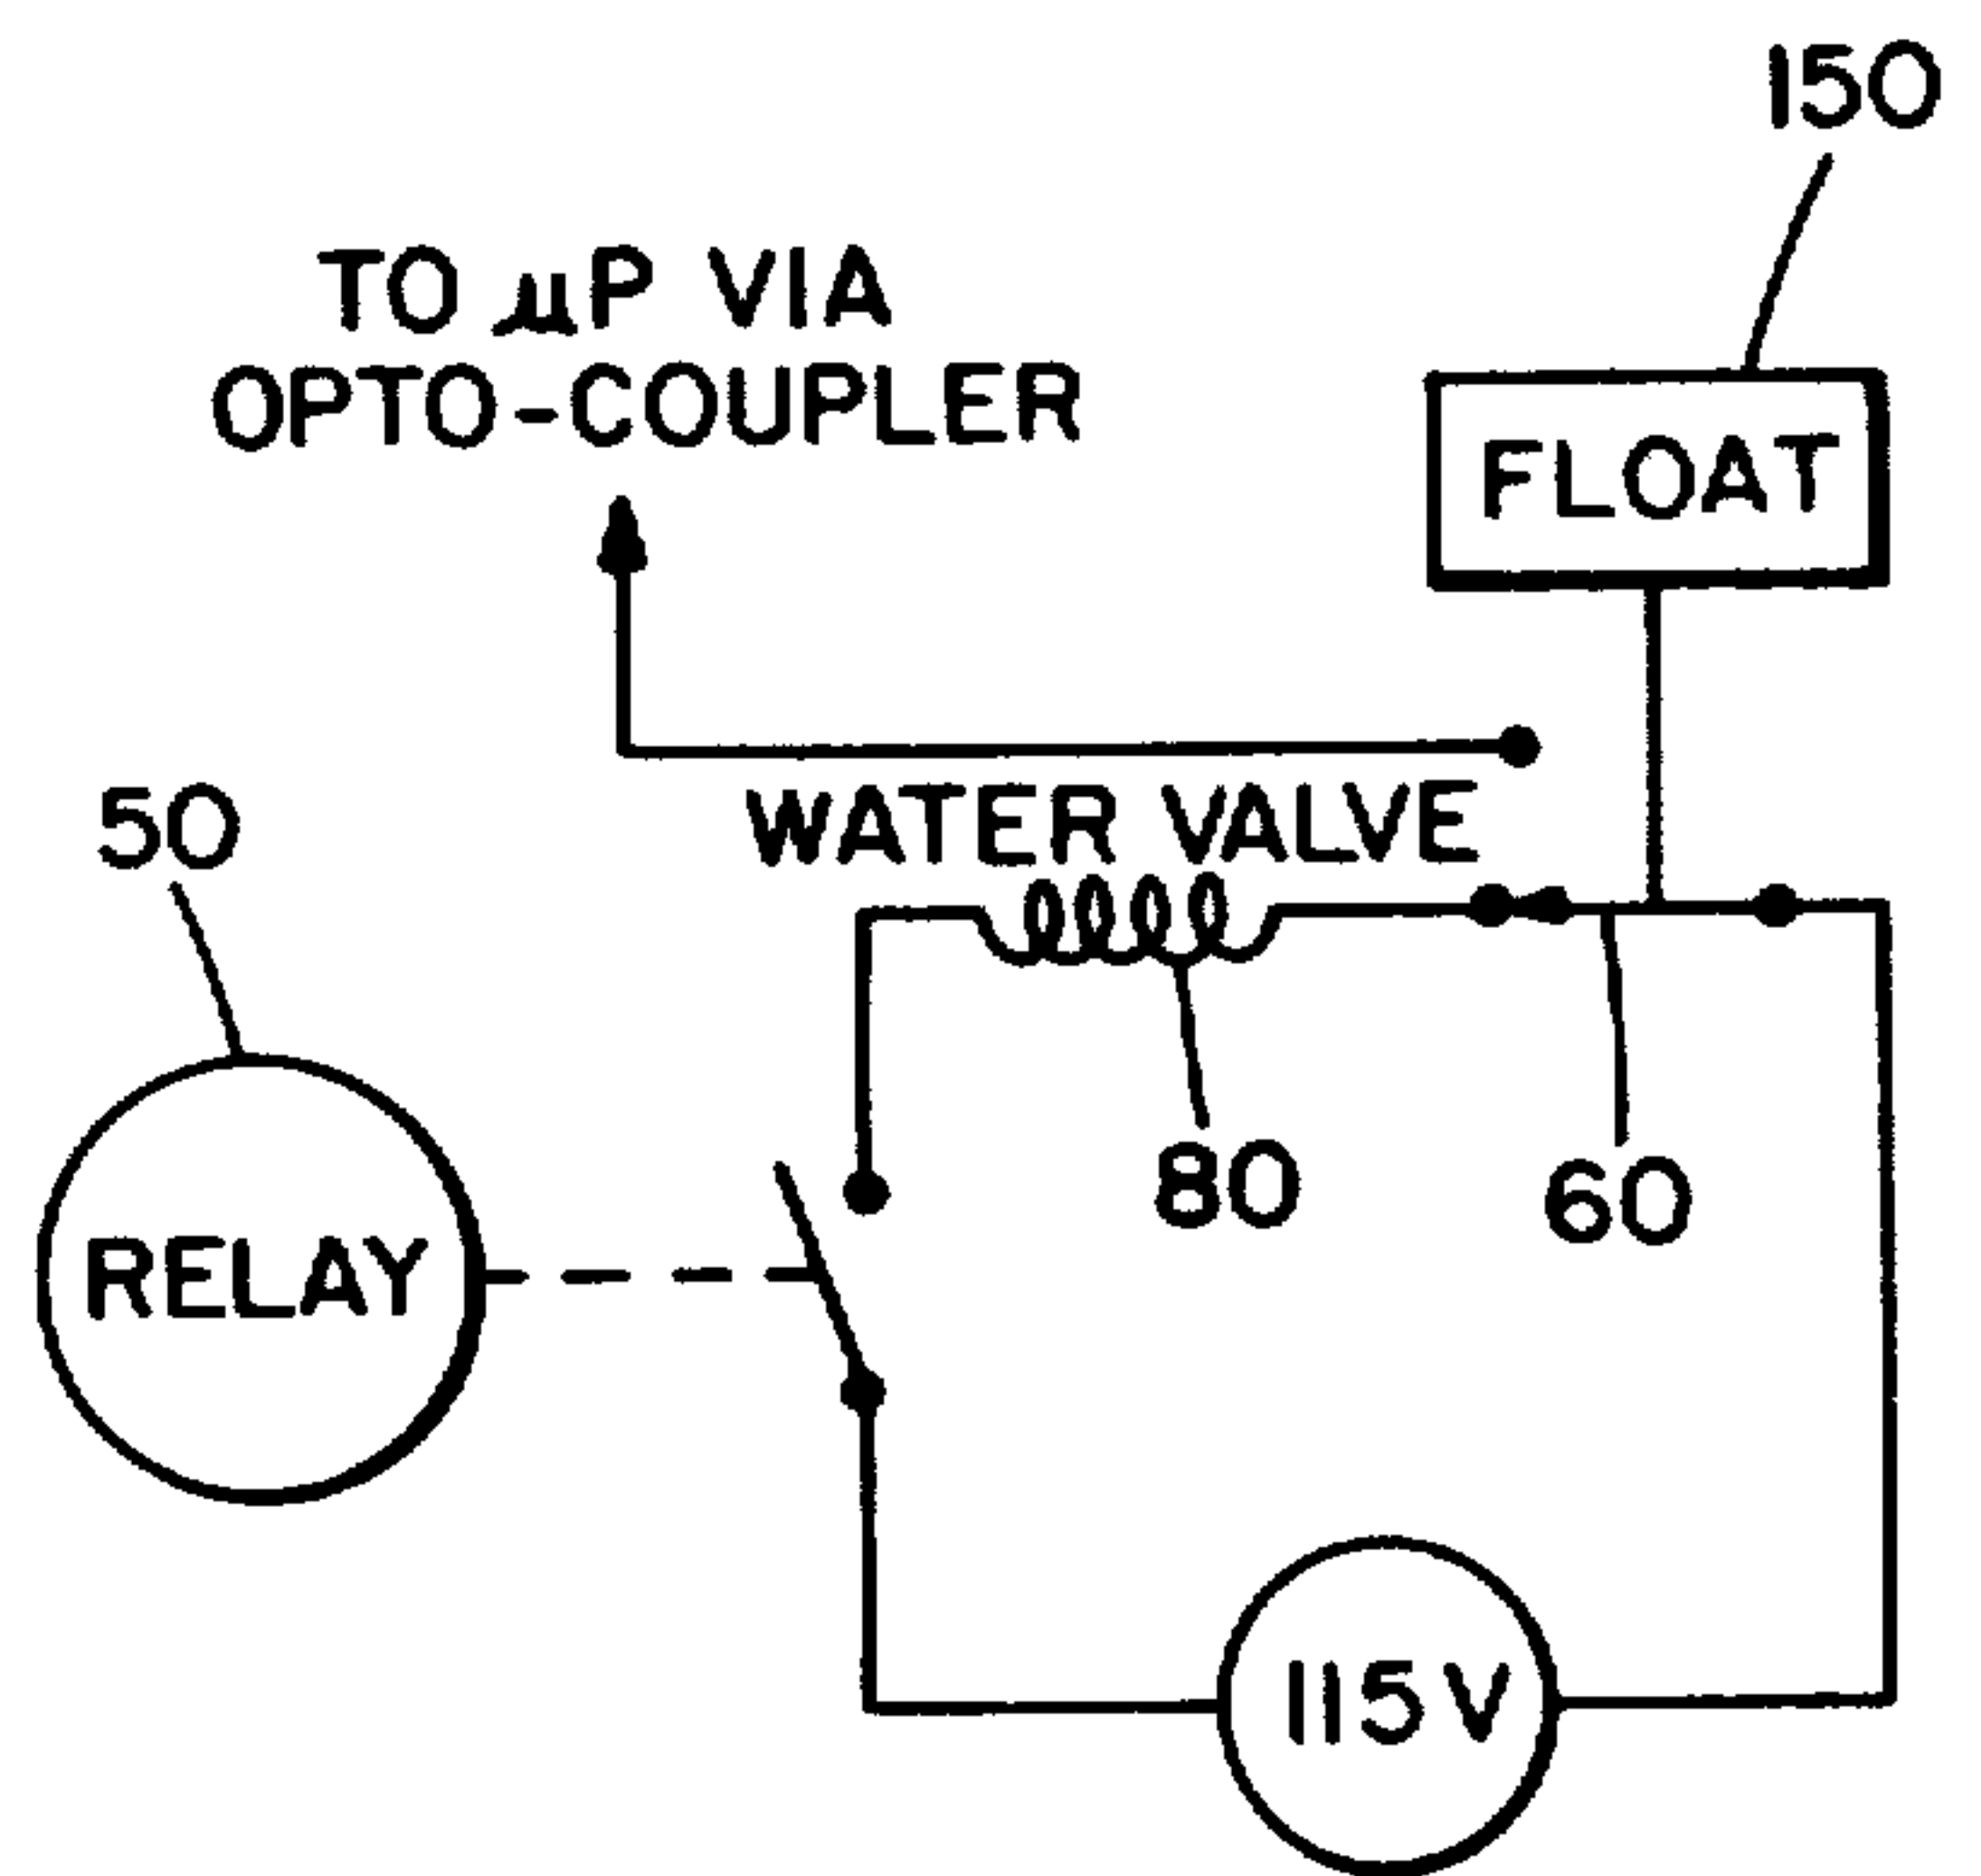 150
TO µP VIA
OPTO-COUPLER
FLOAT
50
WATER VALVE
80
60
RELAY
115V